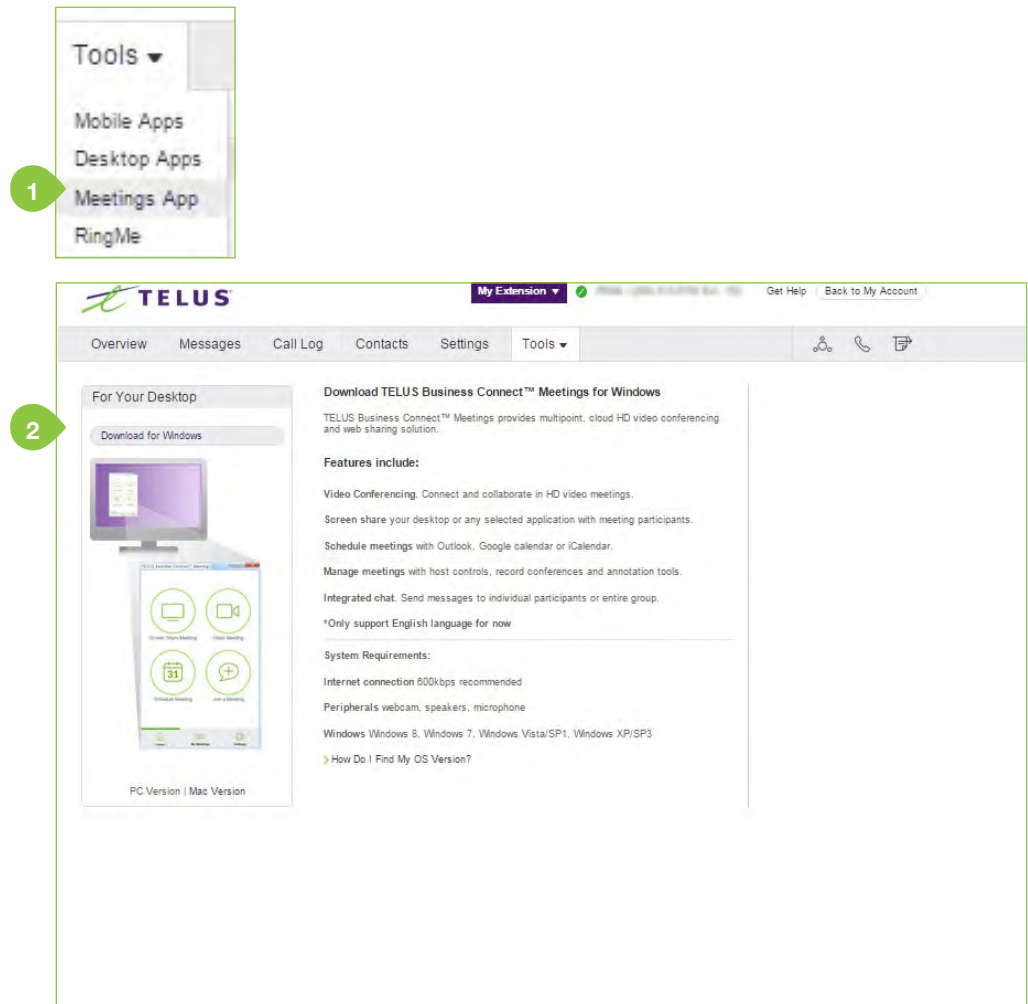 Tools
Mobile Apps
Desktop Apps
1
Meetings App
RingMe
TELUS
My Extension
Get Help
Back to My Account
Overview
Messages
Call Log
Contacts
Settings
Tools
For Your Desktop
2
Download for Windows
31
PC Version | Mac Version
Download TELUS Business Connect™ Meetings for Windows
TELUS Business Connect™ Meetings provides multipoint, cloud HD video conferencing
and web sharing solution.
Features include:
Video Conferencing. Connect and collaborate in HD video meetings.
Screen share your desktop or any selected application with meeting participants.
Schedule meetings with Outlook, Google calendar or iCalendar.
Manage meetings with host controls, record conferences and annotation tools.
Integrated chat. Send messages to individual participants or entire group.
*Only support English language for now
System Requirements:
Internet connection 600kbps recommended
Peripherals webcam, speakers, microphone
Windows Windows 8, Windows 7, Windows Vista/SP1, Windows XP/SP3
How Do I Find My OS Version?